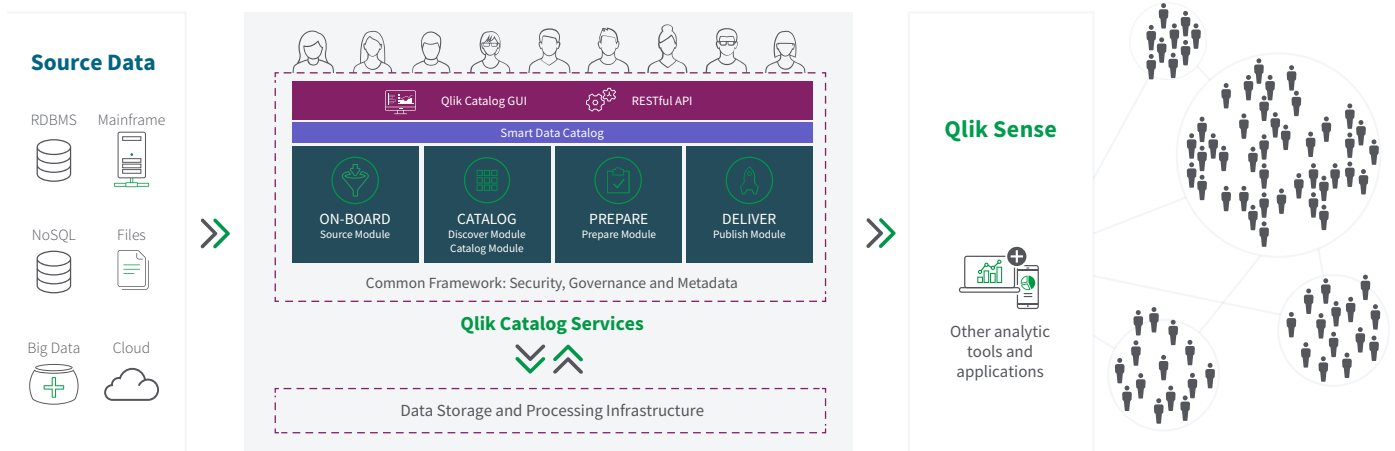 Source Data
RDBMS
Mainframe
NoSQL
Files
Big Data
Cloud
Qlik Catalog GUI
RESTful API
Smart Data Catalog
ON-BOARD
Source Module
CATALOG
Discover Module
Catalog Module
PREPARE
Prepare Module
DELIVER
Publish Module
Common Framework: Security, Governance and Metadata
Qlik Catalog Services
Data Storage and Processing Infrastructure
Qlik Sense
Other analytic
tools and
applications